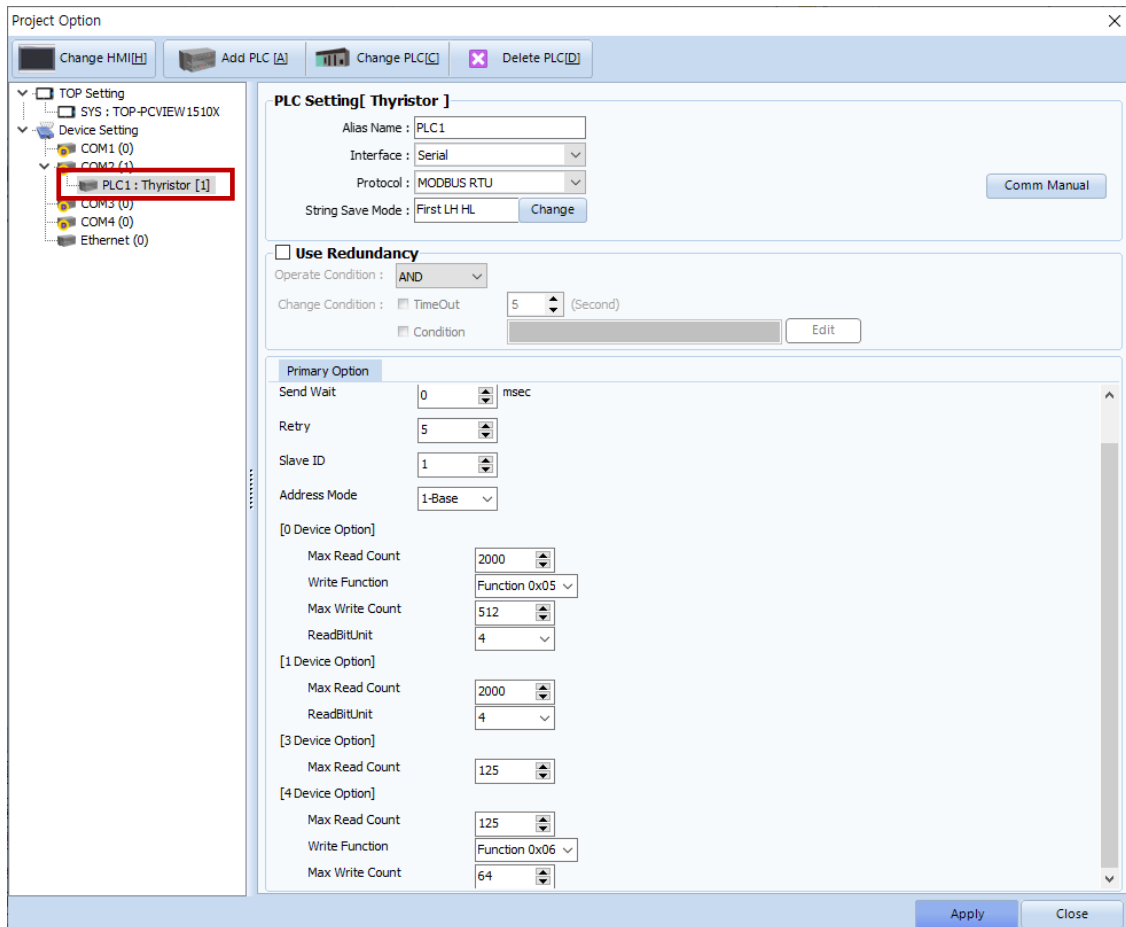 Project Option
Change HMI[H] Add PLC [A] Change PLC[C] Delete PLC[D]
TOP Setting
SYS : TOP-PCVIEW1510X
Device Setting
COM1 (0)
COM2 (1)
PLC1 : Thyristor [1]
COM3 (0)
COM4 (0)
Ethernet (0)
PLC Setting[ Thyristor ]
Alias Name : PLC1
Interface : Serial
Protocol : MODBUS RTU
Comm Manual
String Save Mode : First LH HL Change
Use Redundancy
Operate Condition : AND
Change Condition : TimeOut 5 (Second)
Condition Edit
Primary Option
Send Wait 0 msec
Retry 5
Slave ID 1
Address Mode 1-Base
[0 Device Option]
Max Read Count 2000
Write Function Function 0x05
Max Write Count 512
ReadBitUnit 4
[1 Device Option]
Max Read Count 2000
ReadBitUnit 4
[3 Device Option]
Max Read Count 125
[4 Device Option]
Max Read Count 125
Write Function Function 0x06
Max Write Count 64
Apply Close